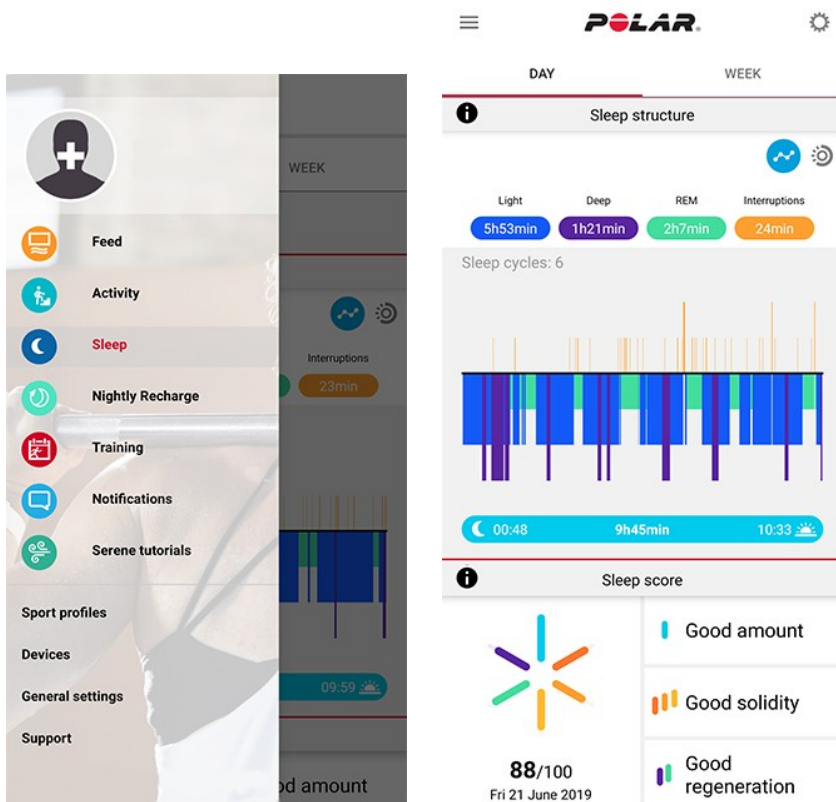 WEEK
Feed
Activity
Sleep
Interruptions
23min
Nightly Recharge
Training
Notifications
Serene tutorials
Sport profiles
Devices
General settings
09:59
Support
od amount
POLAR.
DAY WEEK
Sleep structure
Light Deep REM Interruptions
5h53min 1h21min 2h7min 24min
Sleep cycles: 6
00:48 9h45min 10:33
Sleep score
Good amount
Good solidity
88/100
Fri 21 June 2019
Good
regeneration